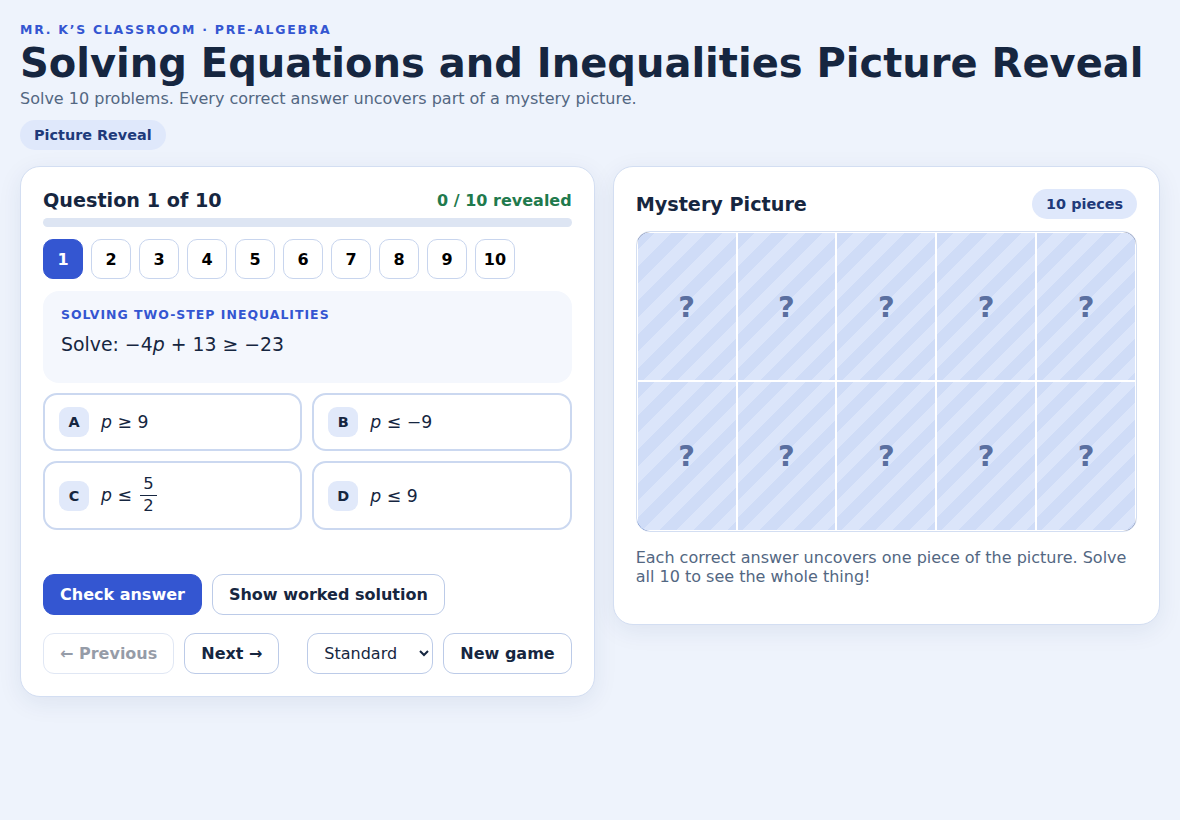 MR. K’S CLASSROOM · PRE-ALGEBRA
Solving Equations and Inequalities Picture Reveal
Solve 10 problems. Every correct answer uncovers part of a mystery picture.
Picture Reveal
Question 1 of 10
0 / 10 revealed
1 2 3 4 5 6 7 8 9 10
SOLVING TWO-STEP INEQUALITIES
Solve: −4p + 13 ≥ −23
A p ≥ 9
B p ≤ −9
C p ≤ 5/2
D p ≤ 9
Check answer
Show worked solution
← Previous
Next →
Standard
New game
Mystery Picture
10 pieces
? ? ? ? ?
? ? ? ? ?
Each correct answer uncovers one piece of the picture. Solve
all 10 to see the whole thing!